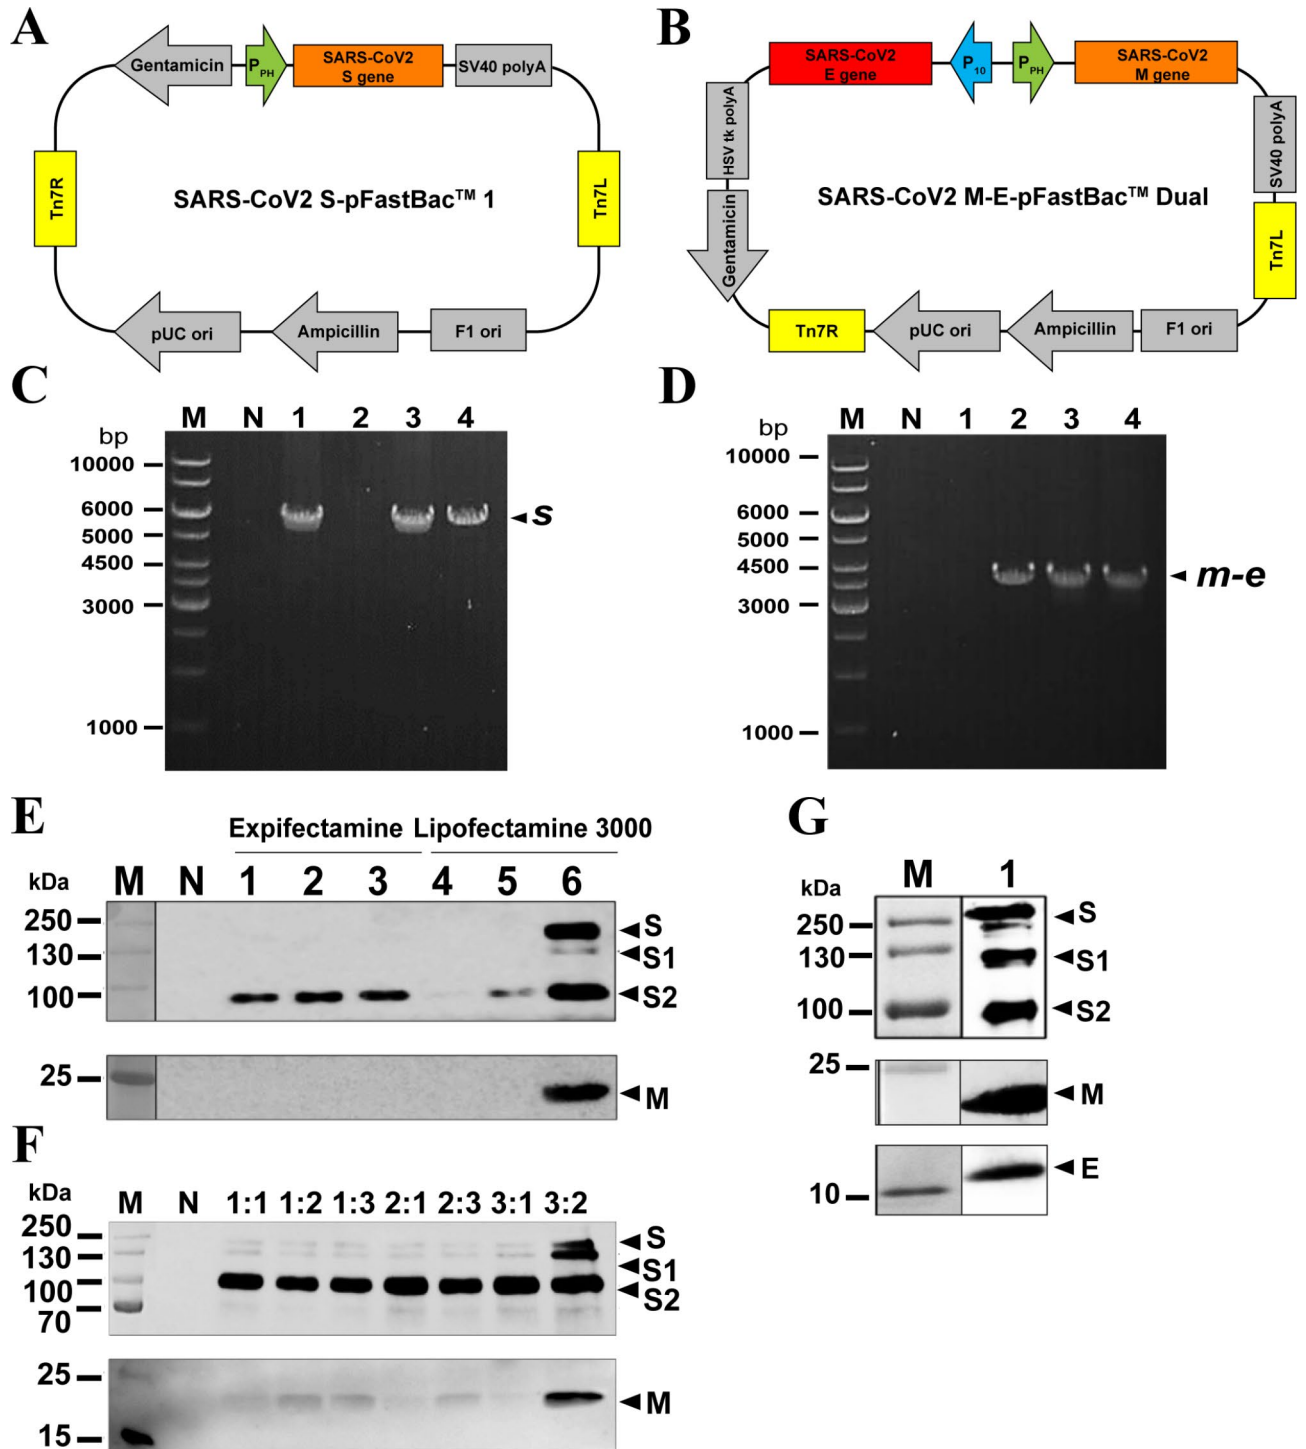 A
Gentamicin
P PH
SARS-CoV2
S gene
SV40 polyA
Tn7R
SARS-CoV2 S-pFastBac™ 1
Tn7L
pUC ori
Ampicillin
F1 ori
B
SARS-CoV2
E gene
P 10
P PH
SARS-CoV2
M gene
HSV tk polyA
SV40 polyA
SARS-CoV2 M-E-pFastBac™ Dual
Gentamicin
Tn7L
Tn7R
pUC ori
Ampicillin
F1 ori
C
bp
M N 1 2 3 4
10000
6000
5000
4500
3000
1000
s
D
bp
M N 1 2 3 4
10000
6000
5000
4500
3000
1000
m-e
E
Expifectamine Lipofectamine 3000
kDa
M N 1 2 3 4 5 6
250
130
100
S
S1
S2
25
M
F
kDa
M N 1:1 1:2 1:3 2:1 2:3 3:1 3:2
250
130
100
70
S
S1
S2
25
15
M
G
kDa
M 1
250
130
100
S
S1
S2
25
M
10
E